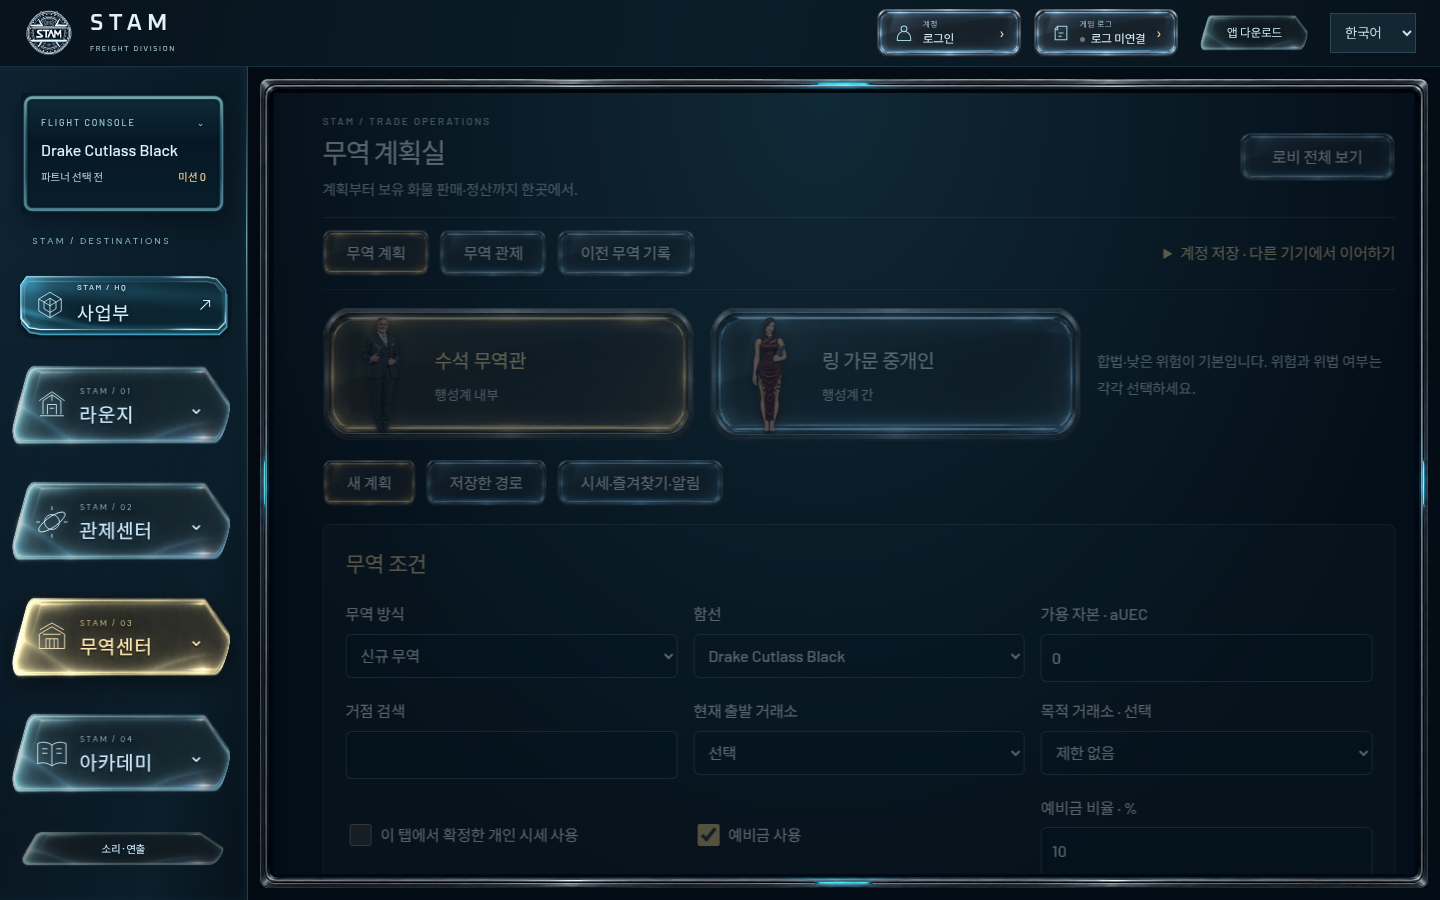 STAM
STAM
FREIGHT DIVISION
계정
로그인
게임 로그
로그 미연결
앱 다운로드
한국어
FLIGHT CONSOLE
Drake Cutlass Black
파트너 선택 전
미션 0
STAM / DESTINATIONS
STAM / HQ
사업부
STAM / 01
라운지
STAM / 02
관제센터
STAM / 03
무역센터
STAM / 04
아카데미
소리·연출
STAM / TRADE OPERATIONS
무역 계획실
계획부터 보유 화물 판매·정산까지 한곳에서.
로비 전체 보기
무역 계획
무역 관제
이전 무역 기록
▶ 계정 저장 · 다른 기기에서 이어하기
수석 무역관
행성계 내부
링 가문 중개인
행성계 간
합법·낮은 위험이 기본입니다. 위험과 위법 여부는
각각 선택하세요.
새 계획
저장한 경로
시세·즐겨찾기·알림
무역 조건
무역 방식
함선
가용 자본 · aUEC
신규 무역
Drake Cutlass Black
0
거점 검색
현재 출발 거래소
목적 거래소 · 선택
선택
제한 없음
이 탭에서 확정한 개인 시세 사용
예비금 사용
예비금 비율 · %
10